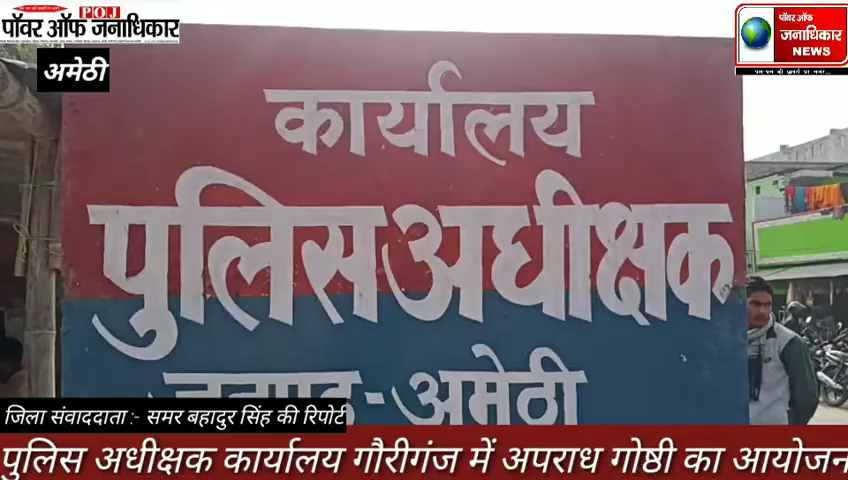 POJ
पॉवर ऑफ जनाधिकार
पॉवर ऑफ
जनाधिकार
NEWS
अमेठी
कार्यालय
पुलिस अधीक्षक
जनपद - अमेठी
जिला संवाददाता :- समर बहादुर सिंह की रिपोर्ट
पुलिस अधीक्षक कार्यालय गौरीगंज में अपराध गोष्ठी का आयोजन